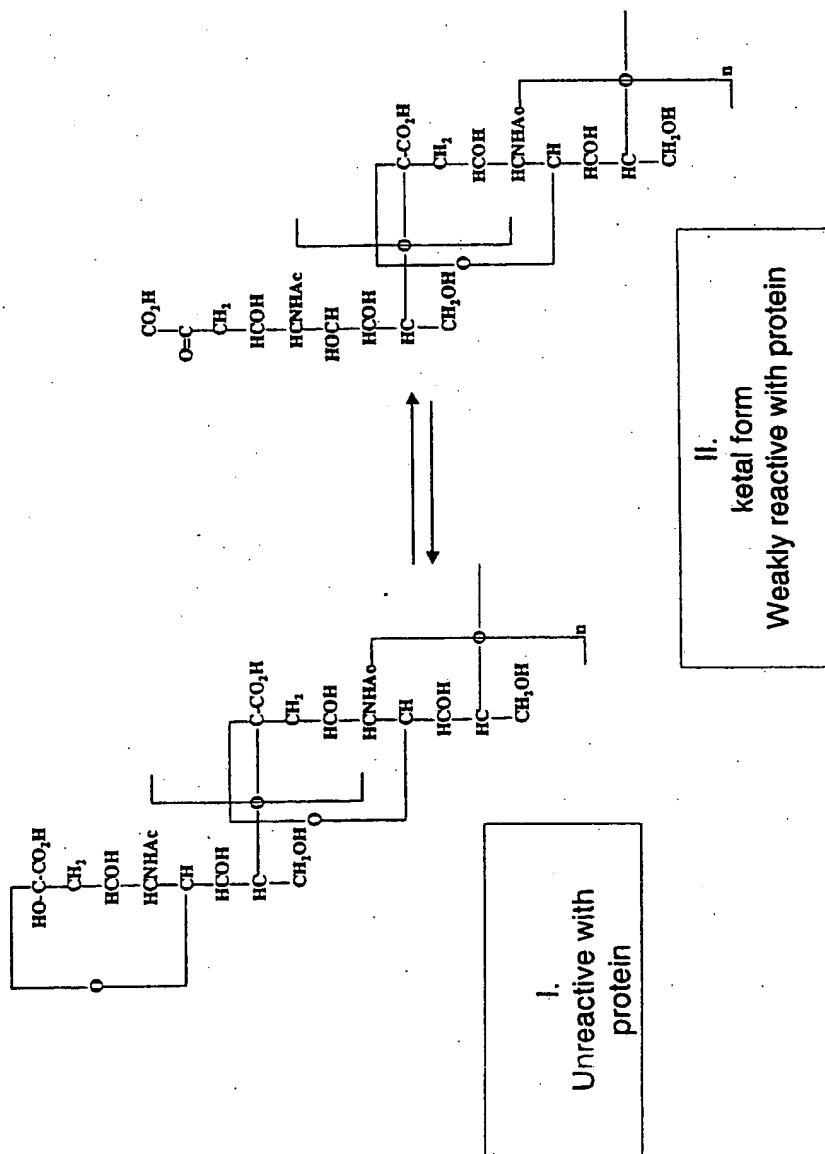 HO-C-CO₂H
CH₂
HCOH
HCNHAc
O
CH
HCOH
HC
O
CH₂OH
O
C-CO₂H
CH₂
HCOH
HCNHAc
CH
HCOH
HC
O
CH₂OH
n
CO₂H
O=C
CH₂
HCOH
HCNHAc
HOCH
HCOH
HC
O
CH₂OH
O
C-CO₂H
CH₂
HCOH
HCNHAc
CH
HCOH
HC
O
CH₂OH
n
I.
Unreactive with
protein
II.
ketal form
Weakly reactive with protein